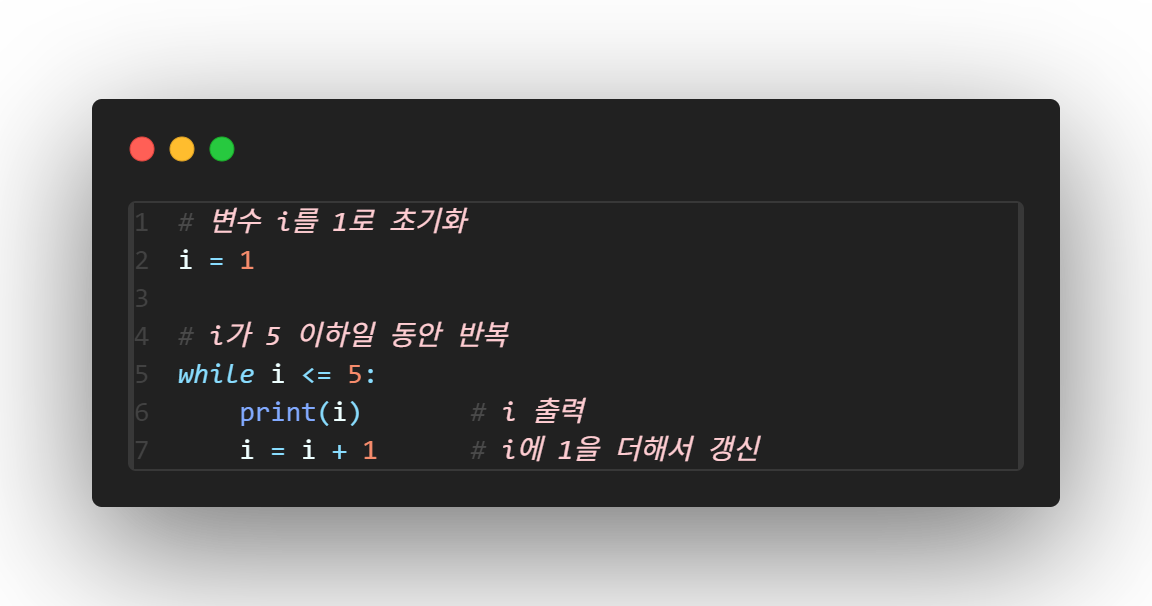 1 # 변수 i를 1로 초기화
2 i = 1
3
4 # i가 5 이하일 동안 반복
5 while i <= 5:
6     print(i)       # i 출력
7     i = i + 1      # i에 1을 더해서 갱신